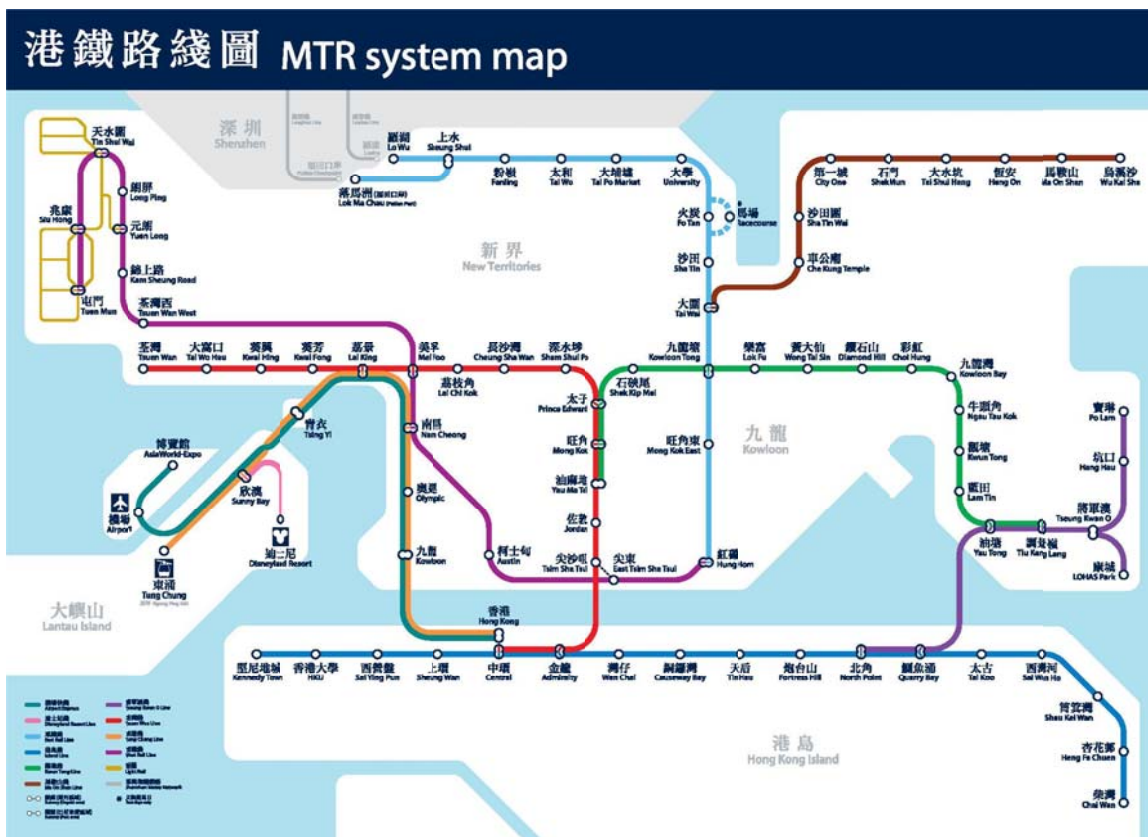 港鐵路綫圖 MTR system map
深圳
Shenzhen
天水圍
Tin Shui Wai
朗屏
Long Ping
兆康
Siu Hong
元朗
Yuen Long
錦上路
Kam Sheung Road
屯門
Tuen Mun
荃灣西
Tsuen Wan West
羅湖
Lo Wu
上水
Sheung Shui
落馬洲
Lok Ma Chau
粉嶺
Fanling
太和
Tai Wo
大埔墟
Tai Po Market
大學
University
火炭
Fo Tan
馬場
Racecourse
沙田
Sha Tin
大圍
Tai Wai
新界
New Territories
第一城
City One
石門
Shek Mun
大水坑
Tai Shui Hang
恆安
Heng On
馬鞍山
Ma On Shan
烏溪沙
Wu Kai Sha
沙田圍
Sha Tin Wai
車公廟
Che Kung Temple
荃灣
Tsuen Wan
大窩口
Tai Wo Hau
葵興
Kwai Hing
葵芳
Kwai Fong
荔景
Lai King
美孚
Mei Foo
荔枝角
Lai Chi Kok
長沙灣
Cheung Sha Wan
深水埗
Sham Shui Po
九龍塘
Kowloon Tong
樂富
Lok Fu
黃大仙
Wong Tai Sin
鑽石山
Diamond Hill
彩虹
Choi Hung
九龍灣
Kowloon Bay
石硤尾
Shek Kip Mei
太子
Prince Edward
旺角
Mong Kok
油麻地
Yau Ma Tei
佐敦
Jordan
尖沙咀
Tsim Sha Tsui
尖東
East Tsim Sha Tsui
旺角東
Mong Kok East
紅磡
Hung Hom
九龍
Kowloon
牛頭角
Ngau Tau Kok
觀塘
Kwun Tong
藍田
Lam Tin
油塘
Yau Tong
調景嶺
Tiu Keng Leng
將軍澳
Tseung Kwan O
寶琳
Po Lam
坑口
Hang Hau
康城
LOHAS Park
青衣
Tsing Yi
南昌
Nam Cheong
奧運
Olympic
九龍
Kowloon
柯士甸
Austin
博覽館
AsiaWorld-Expo
機場
Airport
欣澳
Sunny Bay
迪士尼
Disneyland Resort
東涌
Tung Chung
大嶼山
Lantau Island
香港
Hong Kong
堅尼地城
Kennedy Town
香港大學
HKU
西營盤
Sai Ying Pun
上環
Sheung Wan
中環
Central
金鐘
Admiralty
灣仔
Wan Chai
銅鑼灣
Causeway Bay
天后
Tin Hau
炮台山
Fortress Hill
北角
North Point
鰂魚涌
Quarry Bay
太古
Tai Koo
西灣河
Sai Wan Ho
筲箕灣
Shau Kei Wan
杏花邨
Heng Fa Chuen
柴灣
Chai Wan
港島
Hong Kong Island